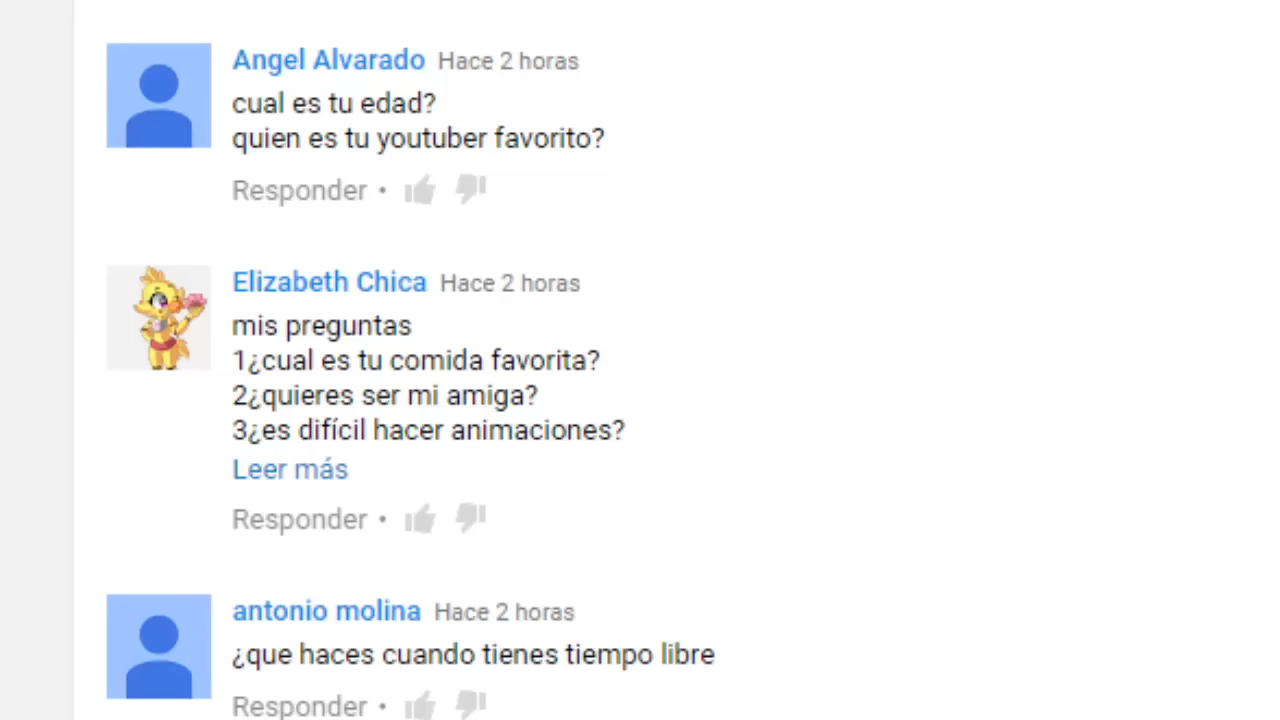 Angel Alvarado Hace 2 horas
cual es tu edad?
quien es tu youtuber favorito?
Responder •
Elizabeth Chica Hace 2 horas
mis preguntas
1¿cual es tu comida favorita?
2¿quieres ser mi amiga?
3¿es difícil hacer animaciones?
Leer más
Responder •
antonio molina Hace 2 horas
¿que haces cuando tienes tiempo libre
Responder •